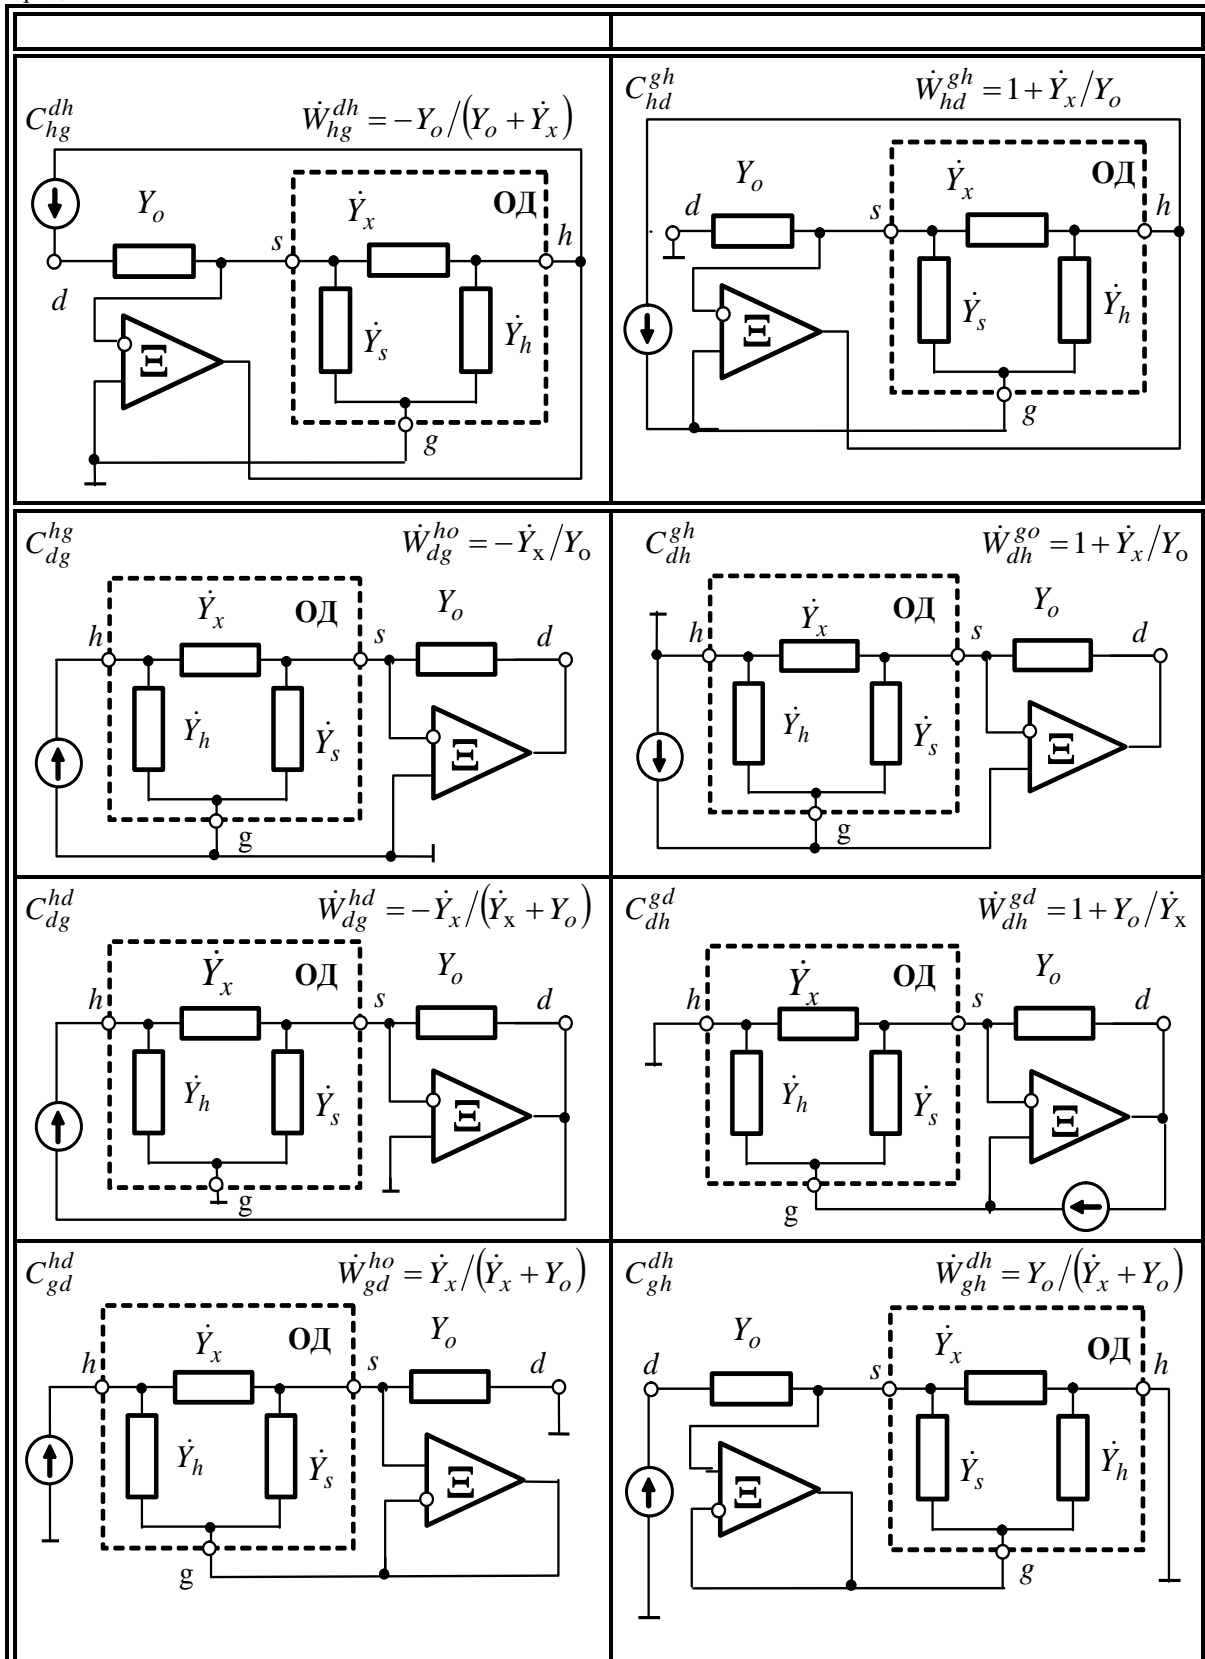 C_{hg}^{dh} Ẇ_{hg}^{dh} = −Y_o/(Y_o + Ẏ_x)
Y_o
Ẏ_x
ОД
s
h
d
Ẏ_s
Ẏ_h
Ξ
g
C_{hd}^{gh} Ẇ_{hd}^{gh} = 1 + Ẏ_x/Y_o
Y_o
Ẏ_x
ОД
d
s
h
Ẏ_s
Ẏ_h
Ξ
g
C_{dg}^{hg} Ẇ_{dg}^{ho} = −Ẏ_x/Y_o
Ẏ_x
ОД
Y_o
h
s
d
Ẏ_h
Ẏ_s
Ξ
g
C_{dh}^{gh} Ẇ_{dh}^{go} = 1 + Ẏ_x/Y_o
Ẏ_x
ОД
Y_o
h
s
d
Ẏ_h
Ẏ_s
Ξ
g
C_{dg}^{hd} Ẇ_{dg}^{hd} = −Ẏ_x/(Ẏ_x + Y_o)
Ẏ_x
ОД
Y_o
h
s
d
Ẏ_h
Ẏ_s
Ξ
g
C_{dh}^{gd} Ẇ_{dh}^{gd} = 1 + Y_o/Ẏ_x
Ẏ_x
ОД
Y_o
h
s
d
Ẏ_h
Ẏ_s
Ξ
g
C_{gd}^{hd} Ẇ_{gd}^{ho} = Ẏ_x/(Ẏ_x + Y_o)
Ẏ_x
ОД
Y_o
h
s
d
Ẏ_h
Ẏ_s
Ξ
g
C_{gh}^{dh} Ẇ_{gh}^{dh} = Y_o/(Ẏ_x + Y_o)
Y_o
Ẏ_x
ОД
d
s
h
Ẏ_s
Ẏ_h
Ξ
g